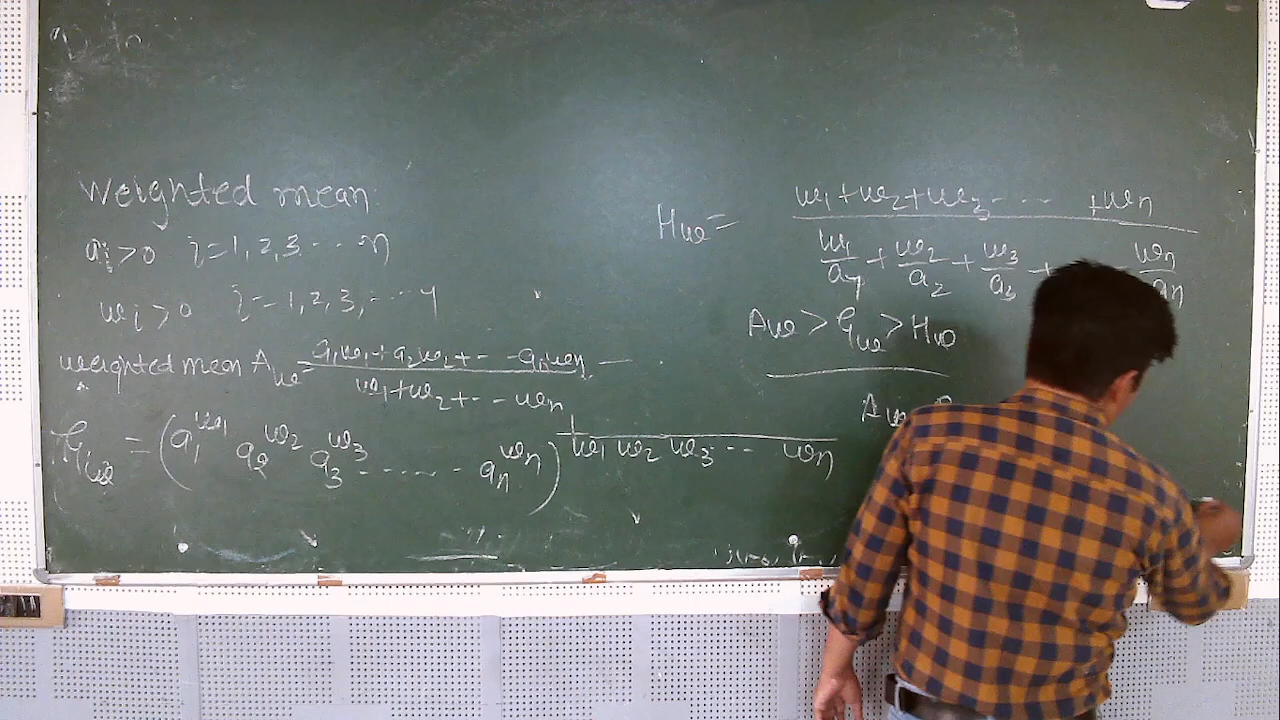 weighted mean
ai>0 i=1,2,3...n
wi>0 i=1,2,3,...n
weighted mean Aw = a1w1+a2w2+---anwn / w1+w2+--wn
Gw = (a1^w1 a2^w2 a3^w3 ------- an^wn)^1/w1 w2 w3 --- wn
Hw = w1+w2+w3---- +wn / w1/a1 + w2/a2 + w3/a3 + wn/an
Aw > Gw > Hw
Aw